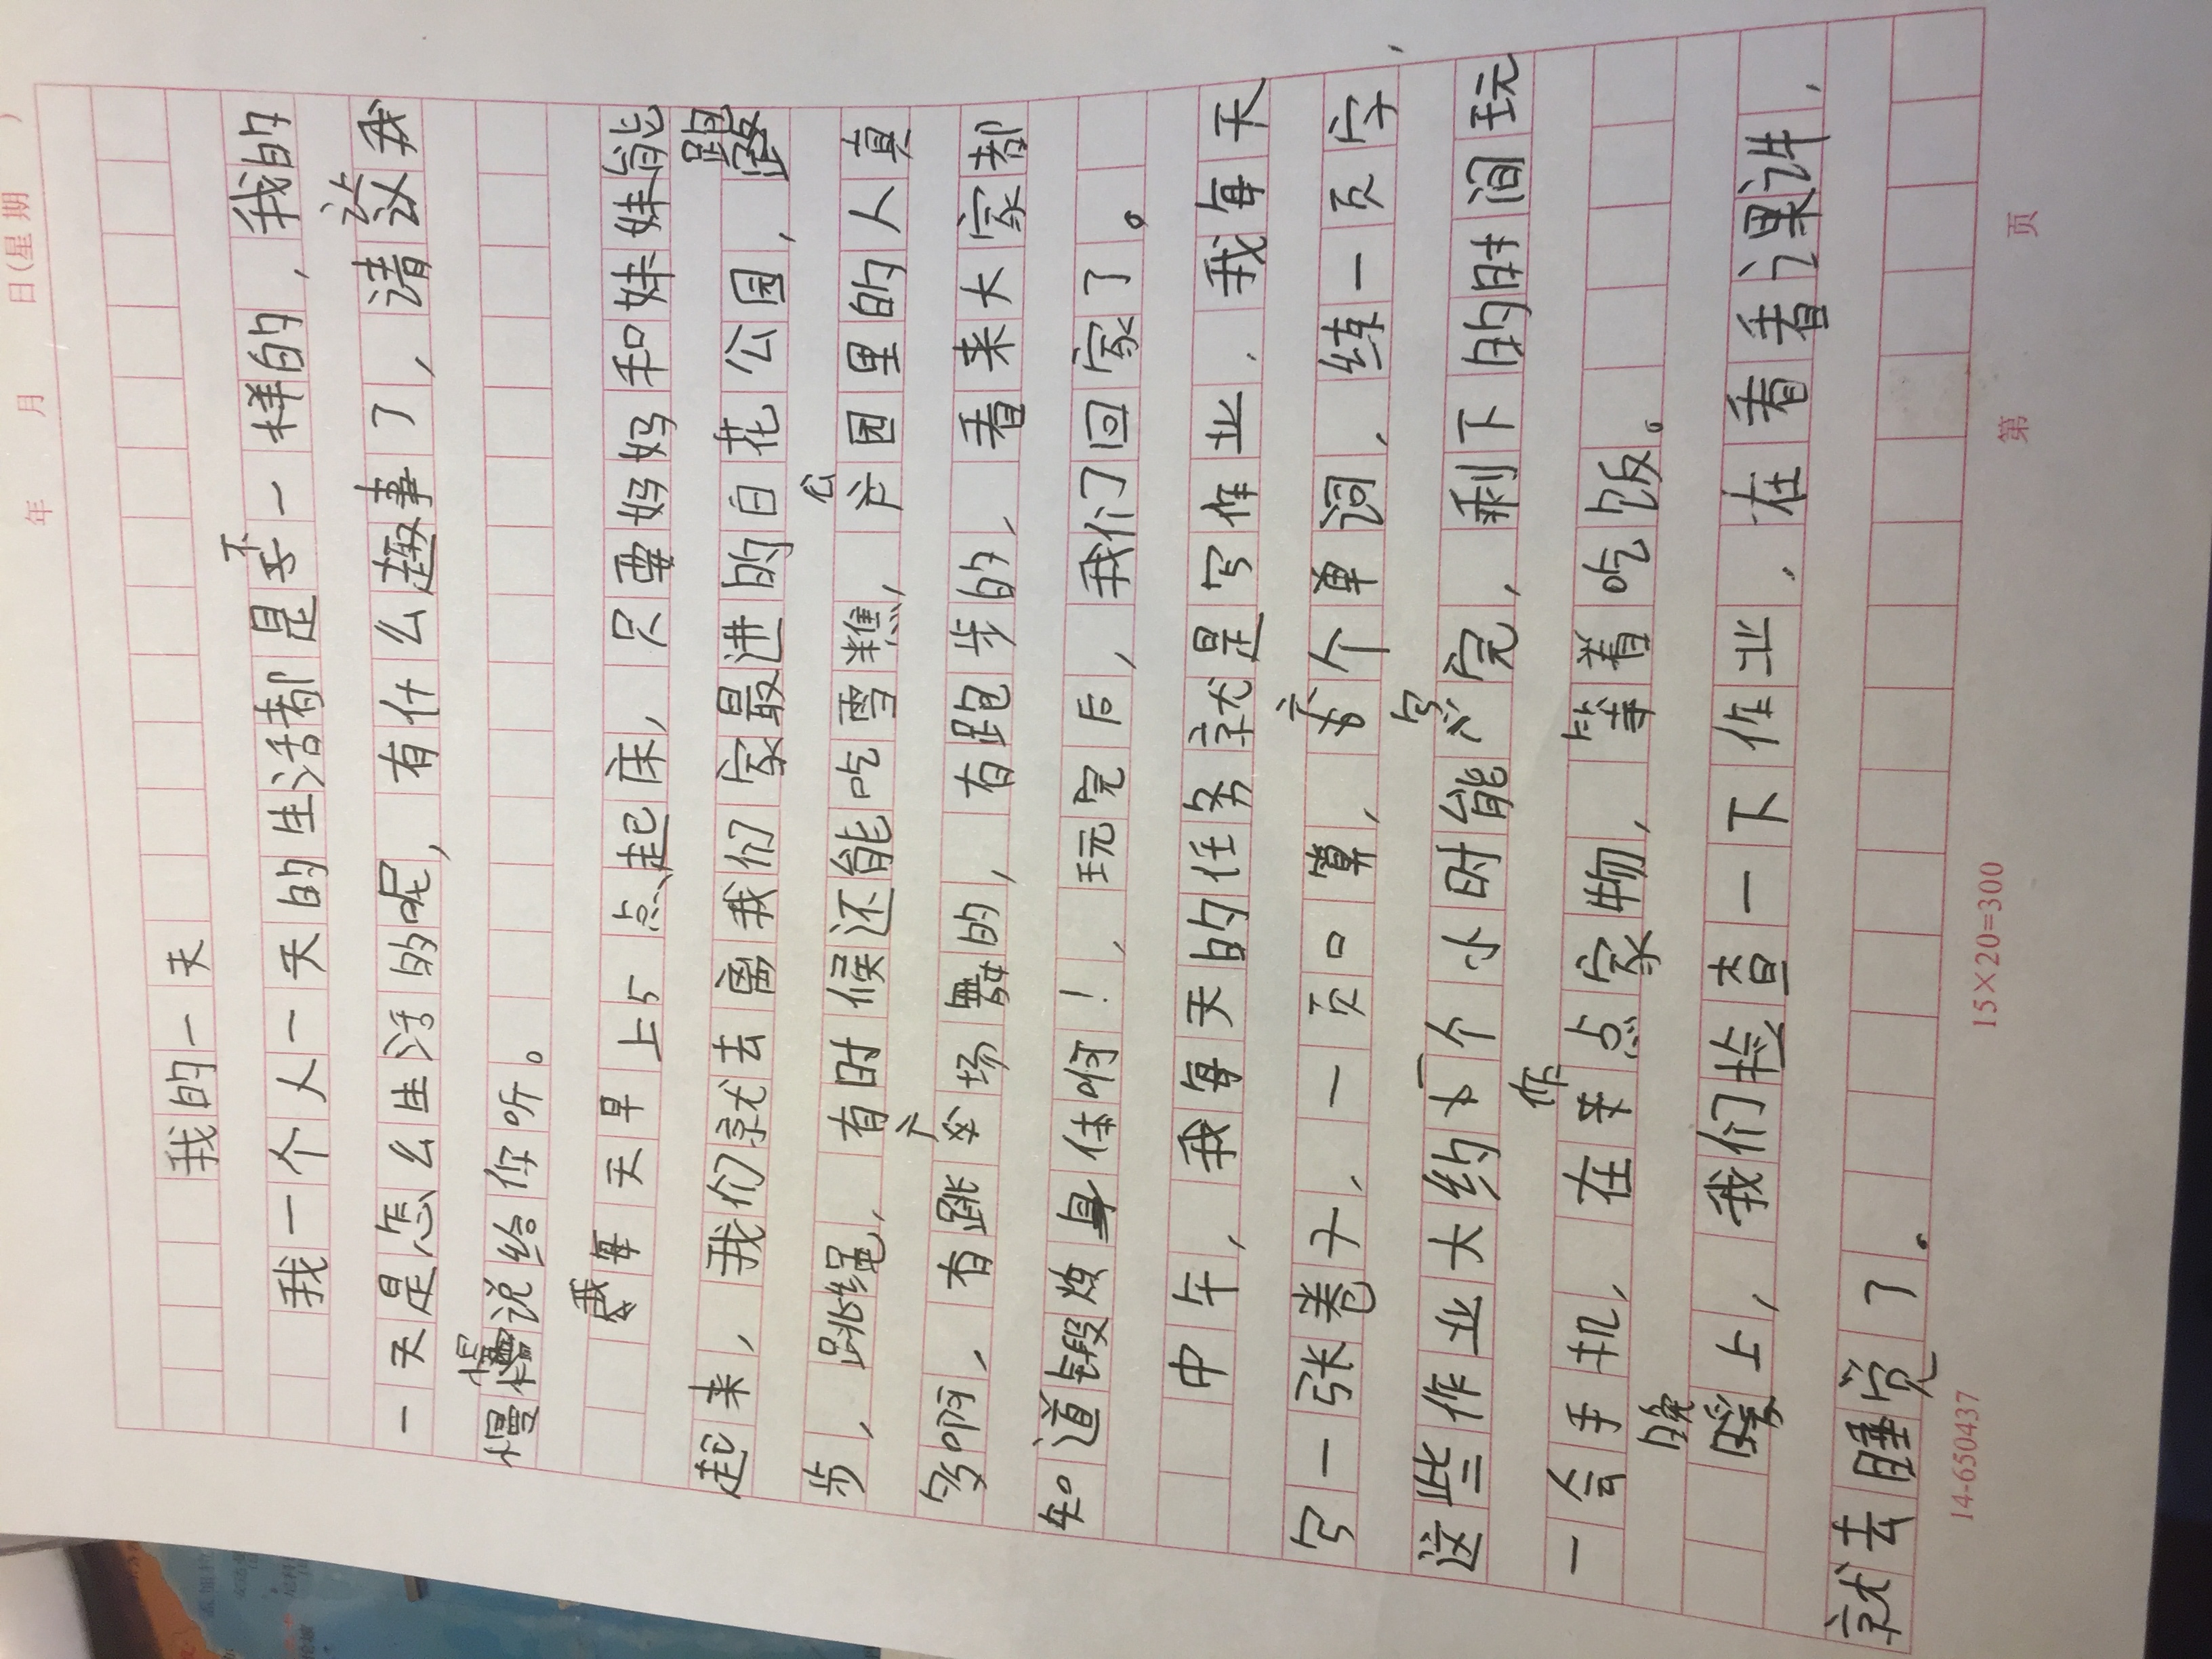 年 月 日(星期 )
我的一天
我一个人一天的生活都是不一样的,我的
一天是怎么生活的呢,有什么趣事了,请让我
慢慢说给你听。
我每天早上5点起床,只要妈妈和妹妹能
起来,我们就去离我们家最进的白花公园,跑
步,跳绳,有时候还能吃雪糕,公园里的人真
多啊,有跳广场舞的,有跑步的,看来大家都
知道锻炼身体啊!,玩完后,我们回家了。
中午,我每天的任务就是写作业,我每天
写一张卷子,一页口算,六个单词,练一页字,
这些作业大约一个小时能写完,剩下的时间玩
一会手机,在作点家物,等着吃饭。
晚上,我们检查一下作业,在看看课件,
就去睡觉了。
14-650437 15×20=300 第 页